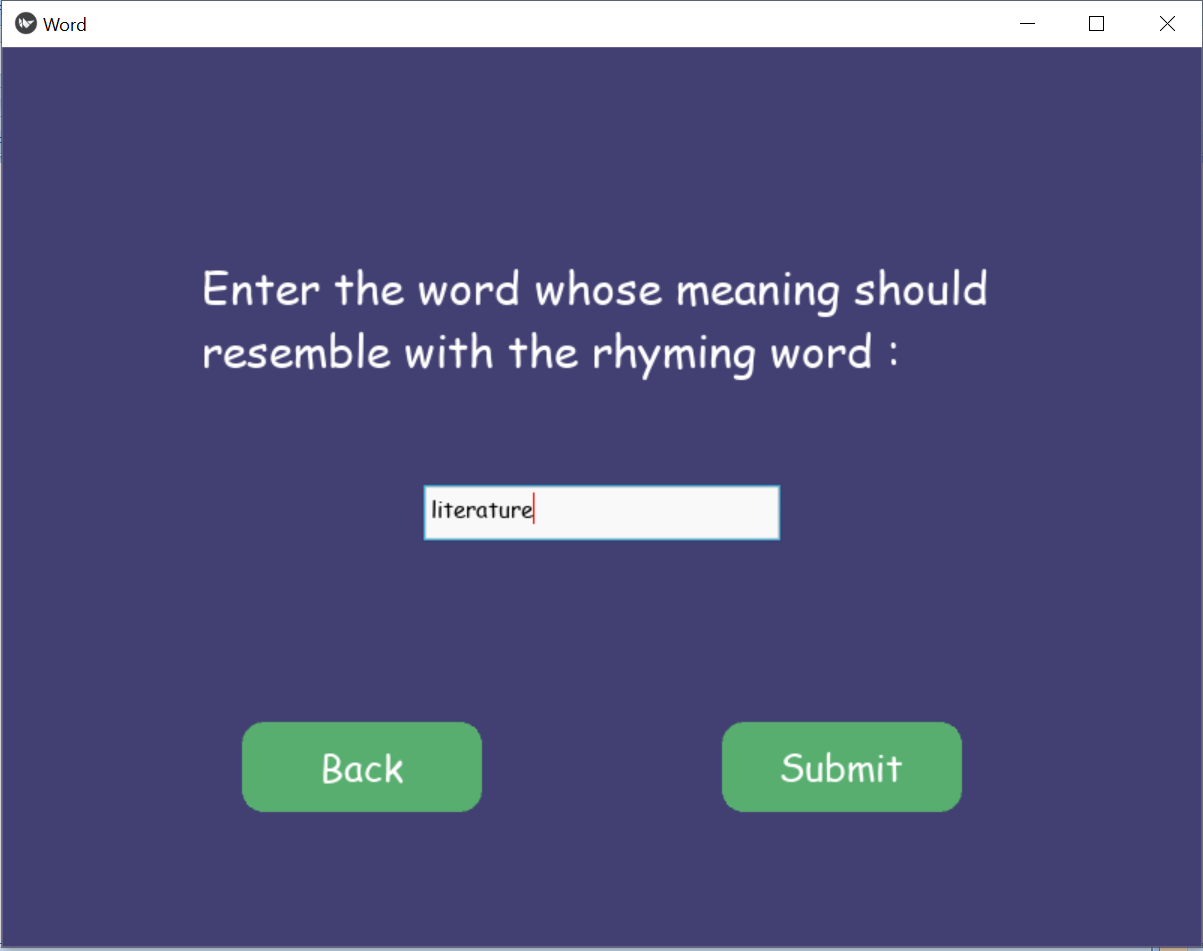 Word
Enter the word whose meaning should
resemble with the rhyming word :
literature
Back
Submit